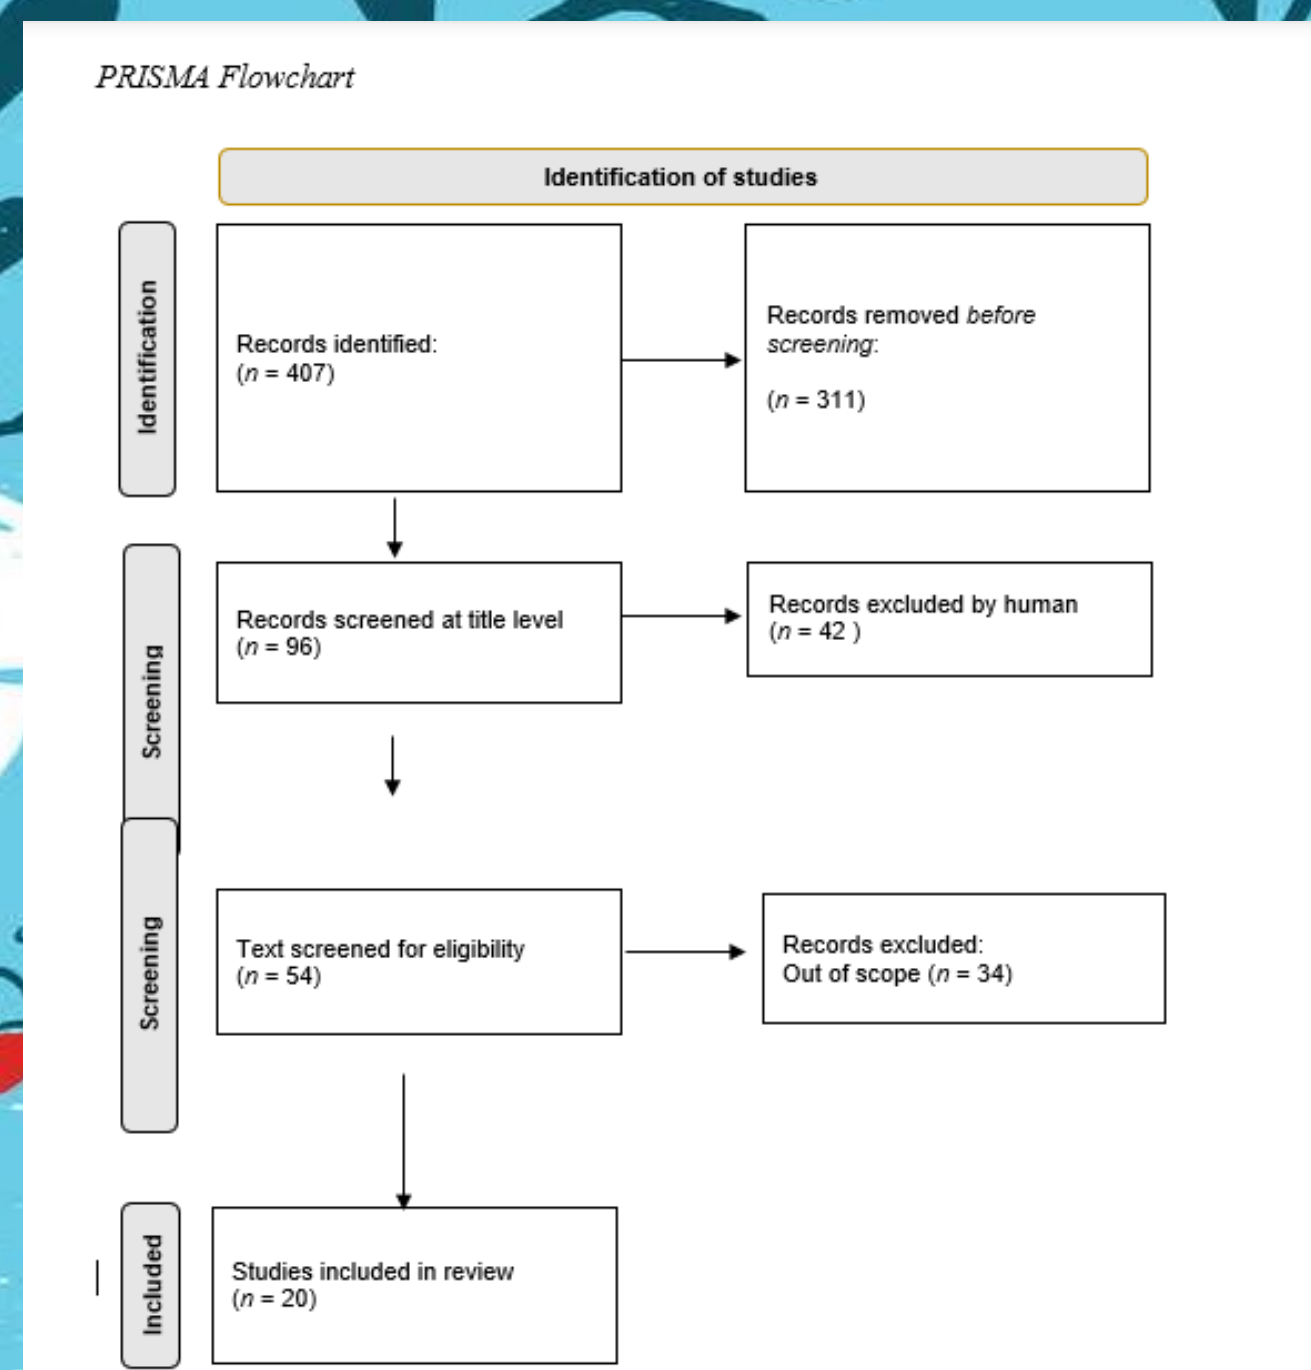 PRISMA Flowchart
Identification of studies
Identification
Records identified:
(n = 407)
Records removed before
screening:
(n = 311)
Screening
Records screened at title level
(n = 96)
Records excluded by human
(n = 42 )
Screening
Text screened for eligibility
(n = 54)
Records excluded:
Out of scope (n = 34)
Included
Studies included in review
(n = 20)